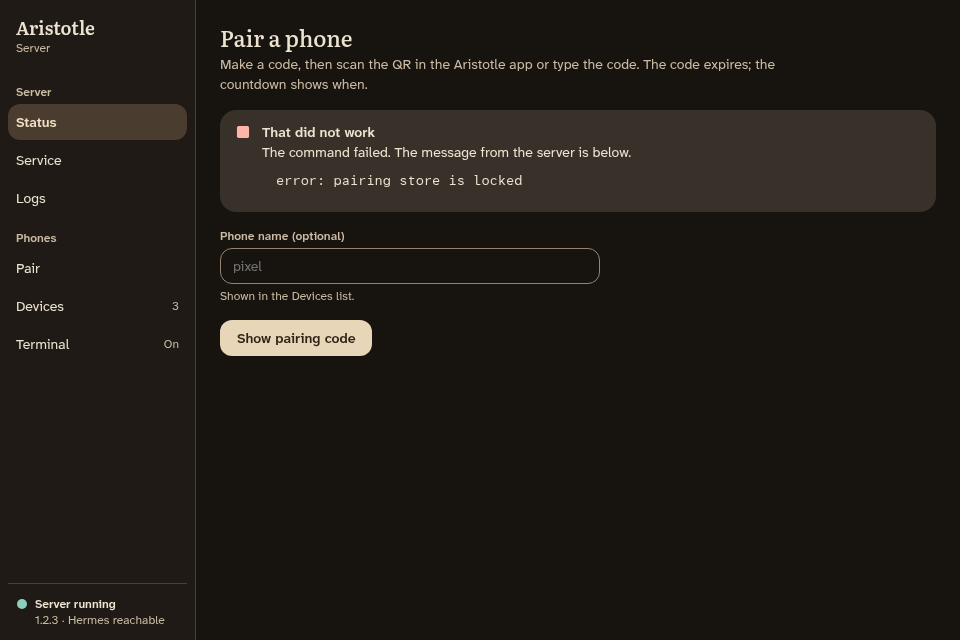 Aristotle
Server
Server
Status
Service
Logs
Phones
Pair
Devices 3
Terminal On
Server running
1.2.3 · Hermes reachable
Pair a phone
Make a code, then scan the QR in the Aristotle app or type the code. The code expires; the
countdown shows when.
That did not work
The command failed. The message from the server is below.
error: pairing store is locked
Phone name (optional)
pixel
Shown in the Devices list.
Show pairing code